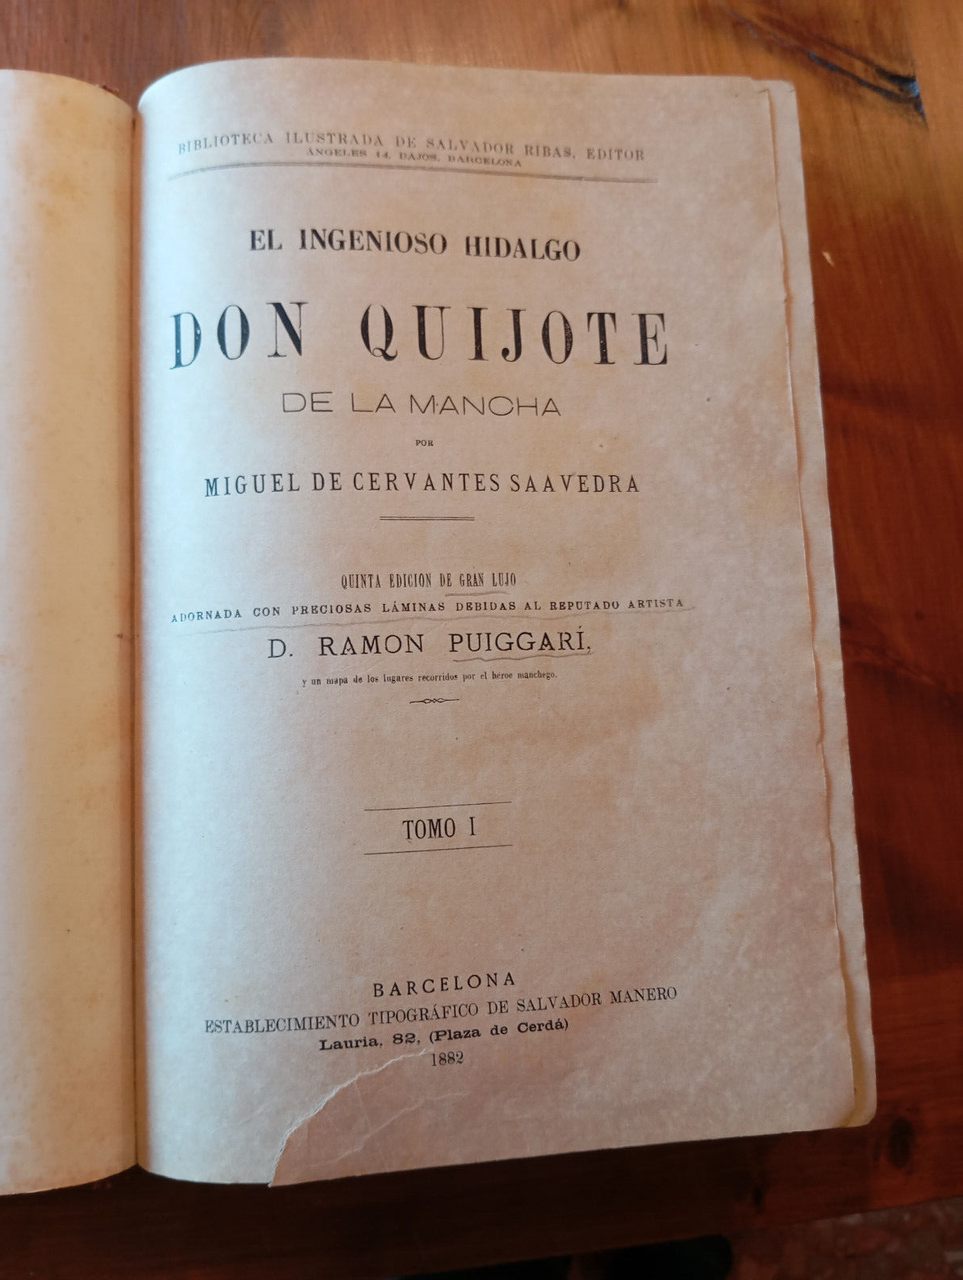 BIBLIOTECA ILUSTRADA DE SALVADOR RIBAS, EDITOR
ÁNGELES 14, BAJOS, BARCELONA
EL INGENIOSO HIDALGO
DON QUIJOTE
DE LA MANCHA
POR
MIGUEL DE CERVANTES SAAVEDRA
QUINTA EDICION DE GRAN LUJO
ADORNADA CON PRECIOSAS LÁMINAS DEBIDAS AL REPUTADO ARTISTA
D. RAMON PUIGGARÍ,
y un mapa de los lugares recorridos por el héroe manchego.
TOMO I
BARCELONA
ESTABLECIMIENTO TIPOGRÁFICO DE SALVADOR MANERO
Lauria, 82, (Plaza de Cerdá)
1882